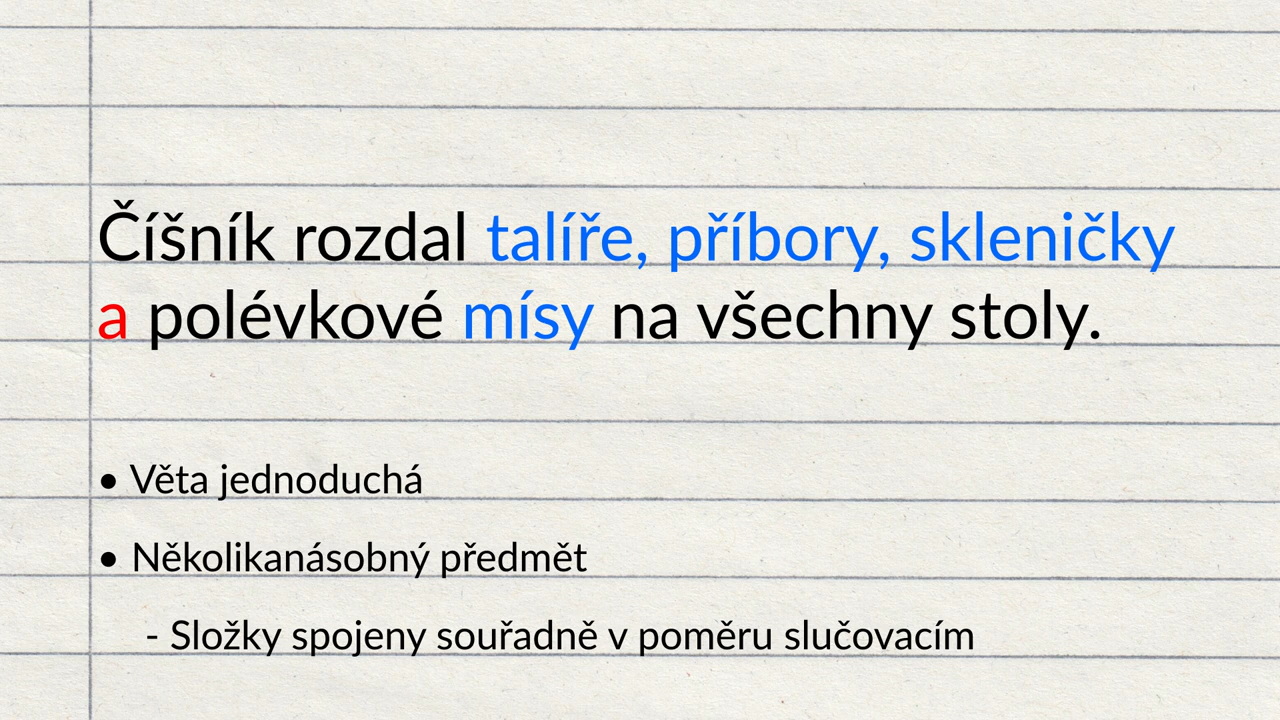 Číšník rozdal talíře, příbory, skleničky
a polévkové mísy na všechny stoly.
• Věta jednoduchá
• Několikanásobný předmět
- Složky spojeny souřadně v poměru slučovacím